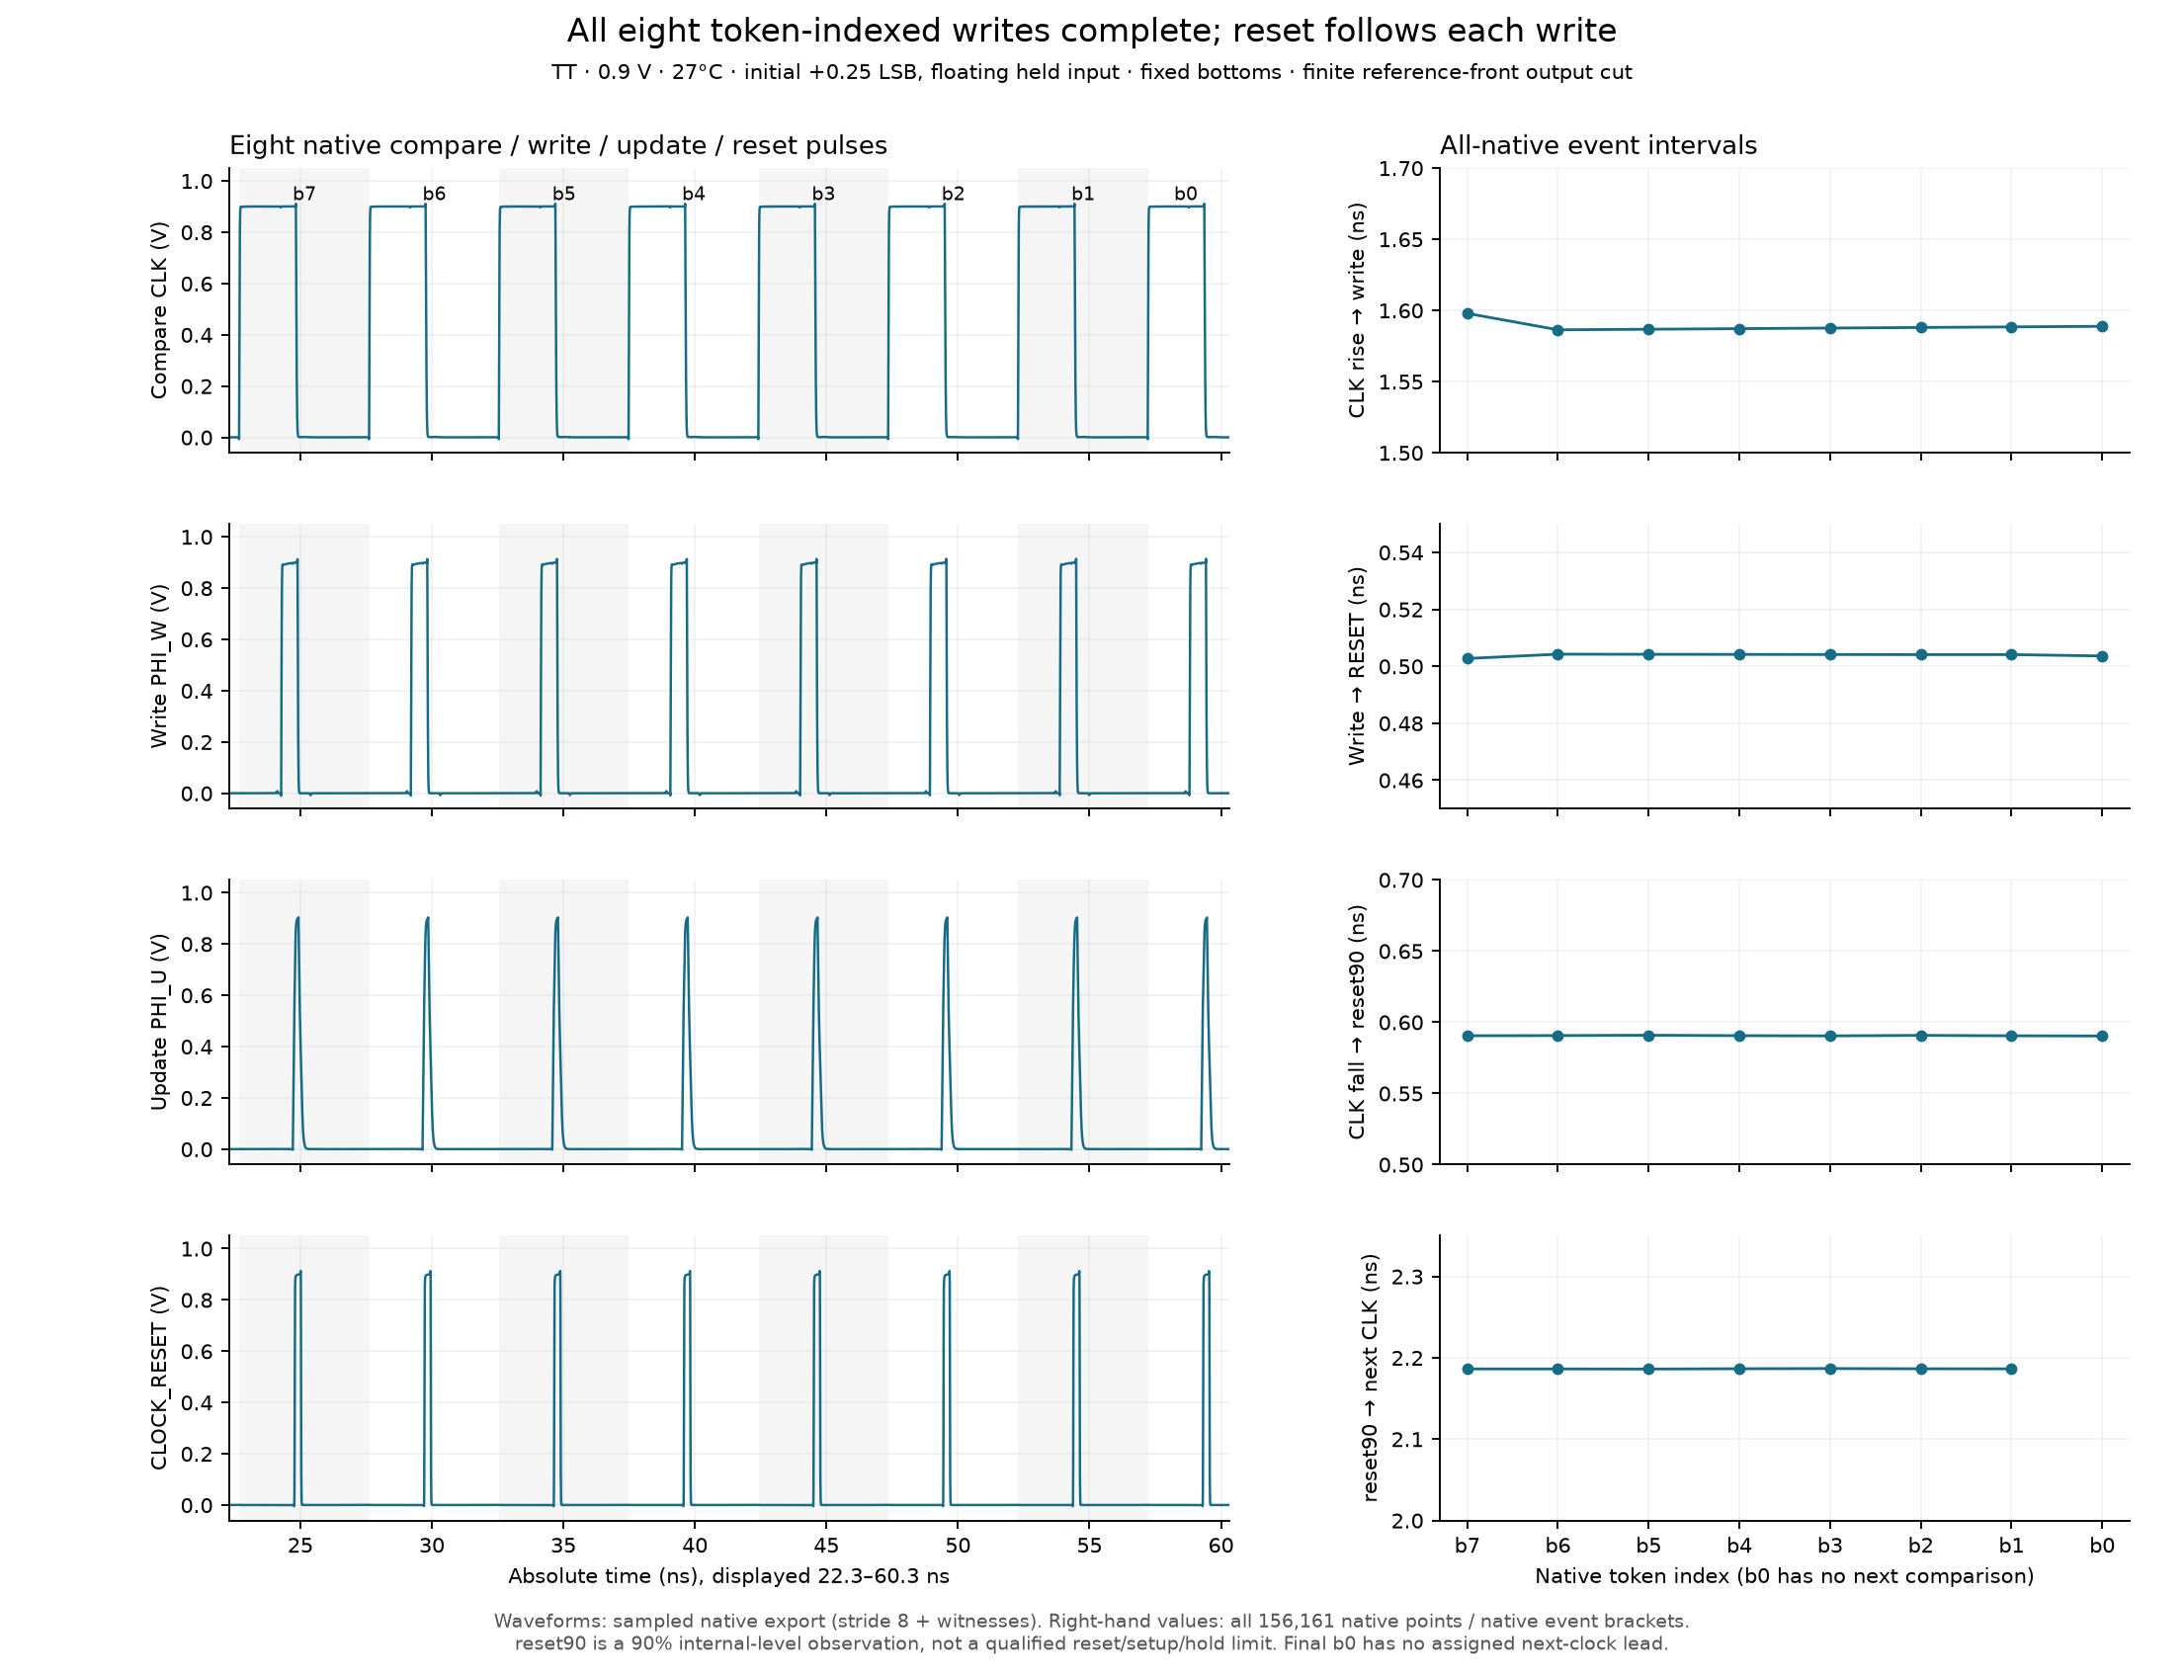 All eight token-indexed writes complete; reset follows each write
TT · 0.9 V · 27°C · initial +0.25 LSB, floating held input · fixed bottoms · finite reference-front output cut
Eight native compare / write / update / reset pulses
Compare CLK (V)
1.0
0.8
0.6
0.4
0.2
0.0
b7 b6 b5 b4 b3 b2 b1 b0
All-native event intervals
CLK rise → write (ns)
1.70
1.65
1.60
1.55
1.50
Write PHI_W (V)
1.0
0.8
0.6
0.4
0.2
0.0
Write → RESET (ns)
0.54
0.52
0.50
0.48
0.46
Update PHI_U (V)
1.0
0.8
0.6
0.4
0.2
0.0
CLK fall → reset90 (ns)
0.70
0.65
0.60
0.55
0.50
CLOCK_RESET (V)
1.0
0.8
0.6
0.4
0.2
0.0
25 30 35 40 45 50 55 60
Absolute time (ns), displayed 22.3–60.3 ns
reset90 → next CLK (ns)
2.3
2.2
2.1
2.0
b7 b6 b5 b4 b3 b2 b1 b0
Native token index (b0 has no next comparison)
Waveforms: sampled native export (stride 8 + witnesses). Right-hand values: all 156,161 native points / native event brackets.
reset90 is a 90% internal-level observation, not a qualified reset/setup/hold limit. Final b0 has no assigned next-clock lead.